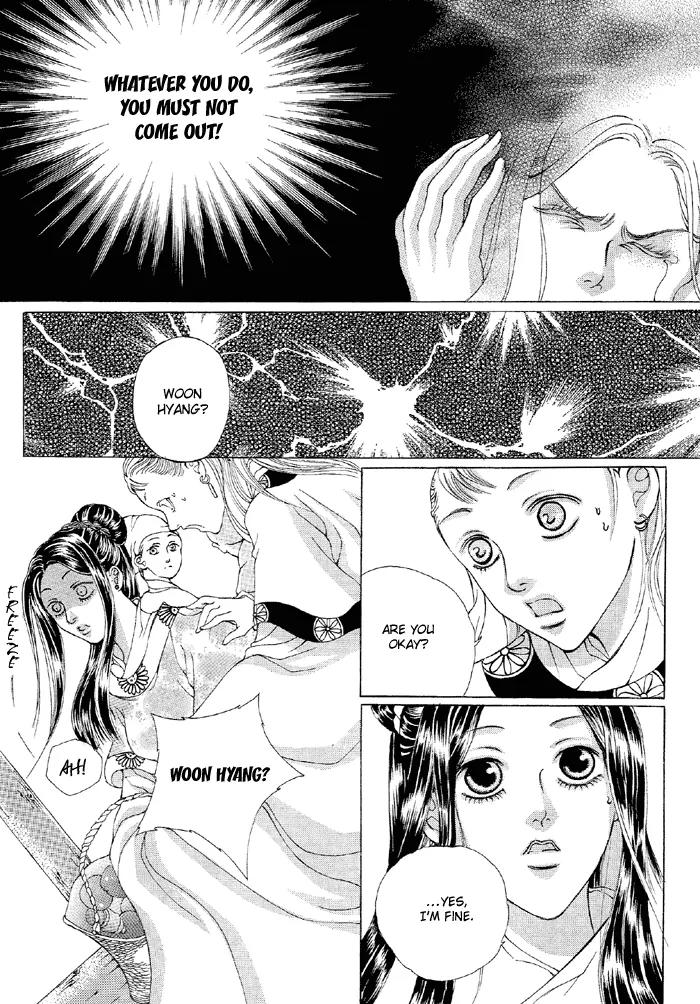 WHATEVER YOU DO,
YOU MUST NOT
COME OUT!
WOON
HYANG?
ARE YOU
OKAY?
FREEZE
AH!
WOON HYANG?
...YES,
I'M FINE.